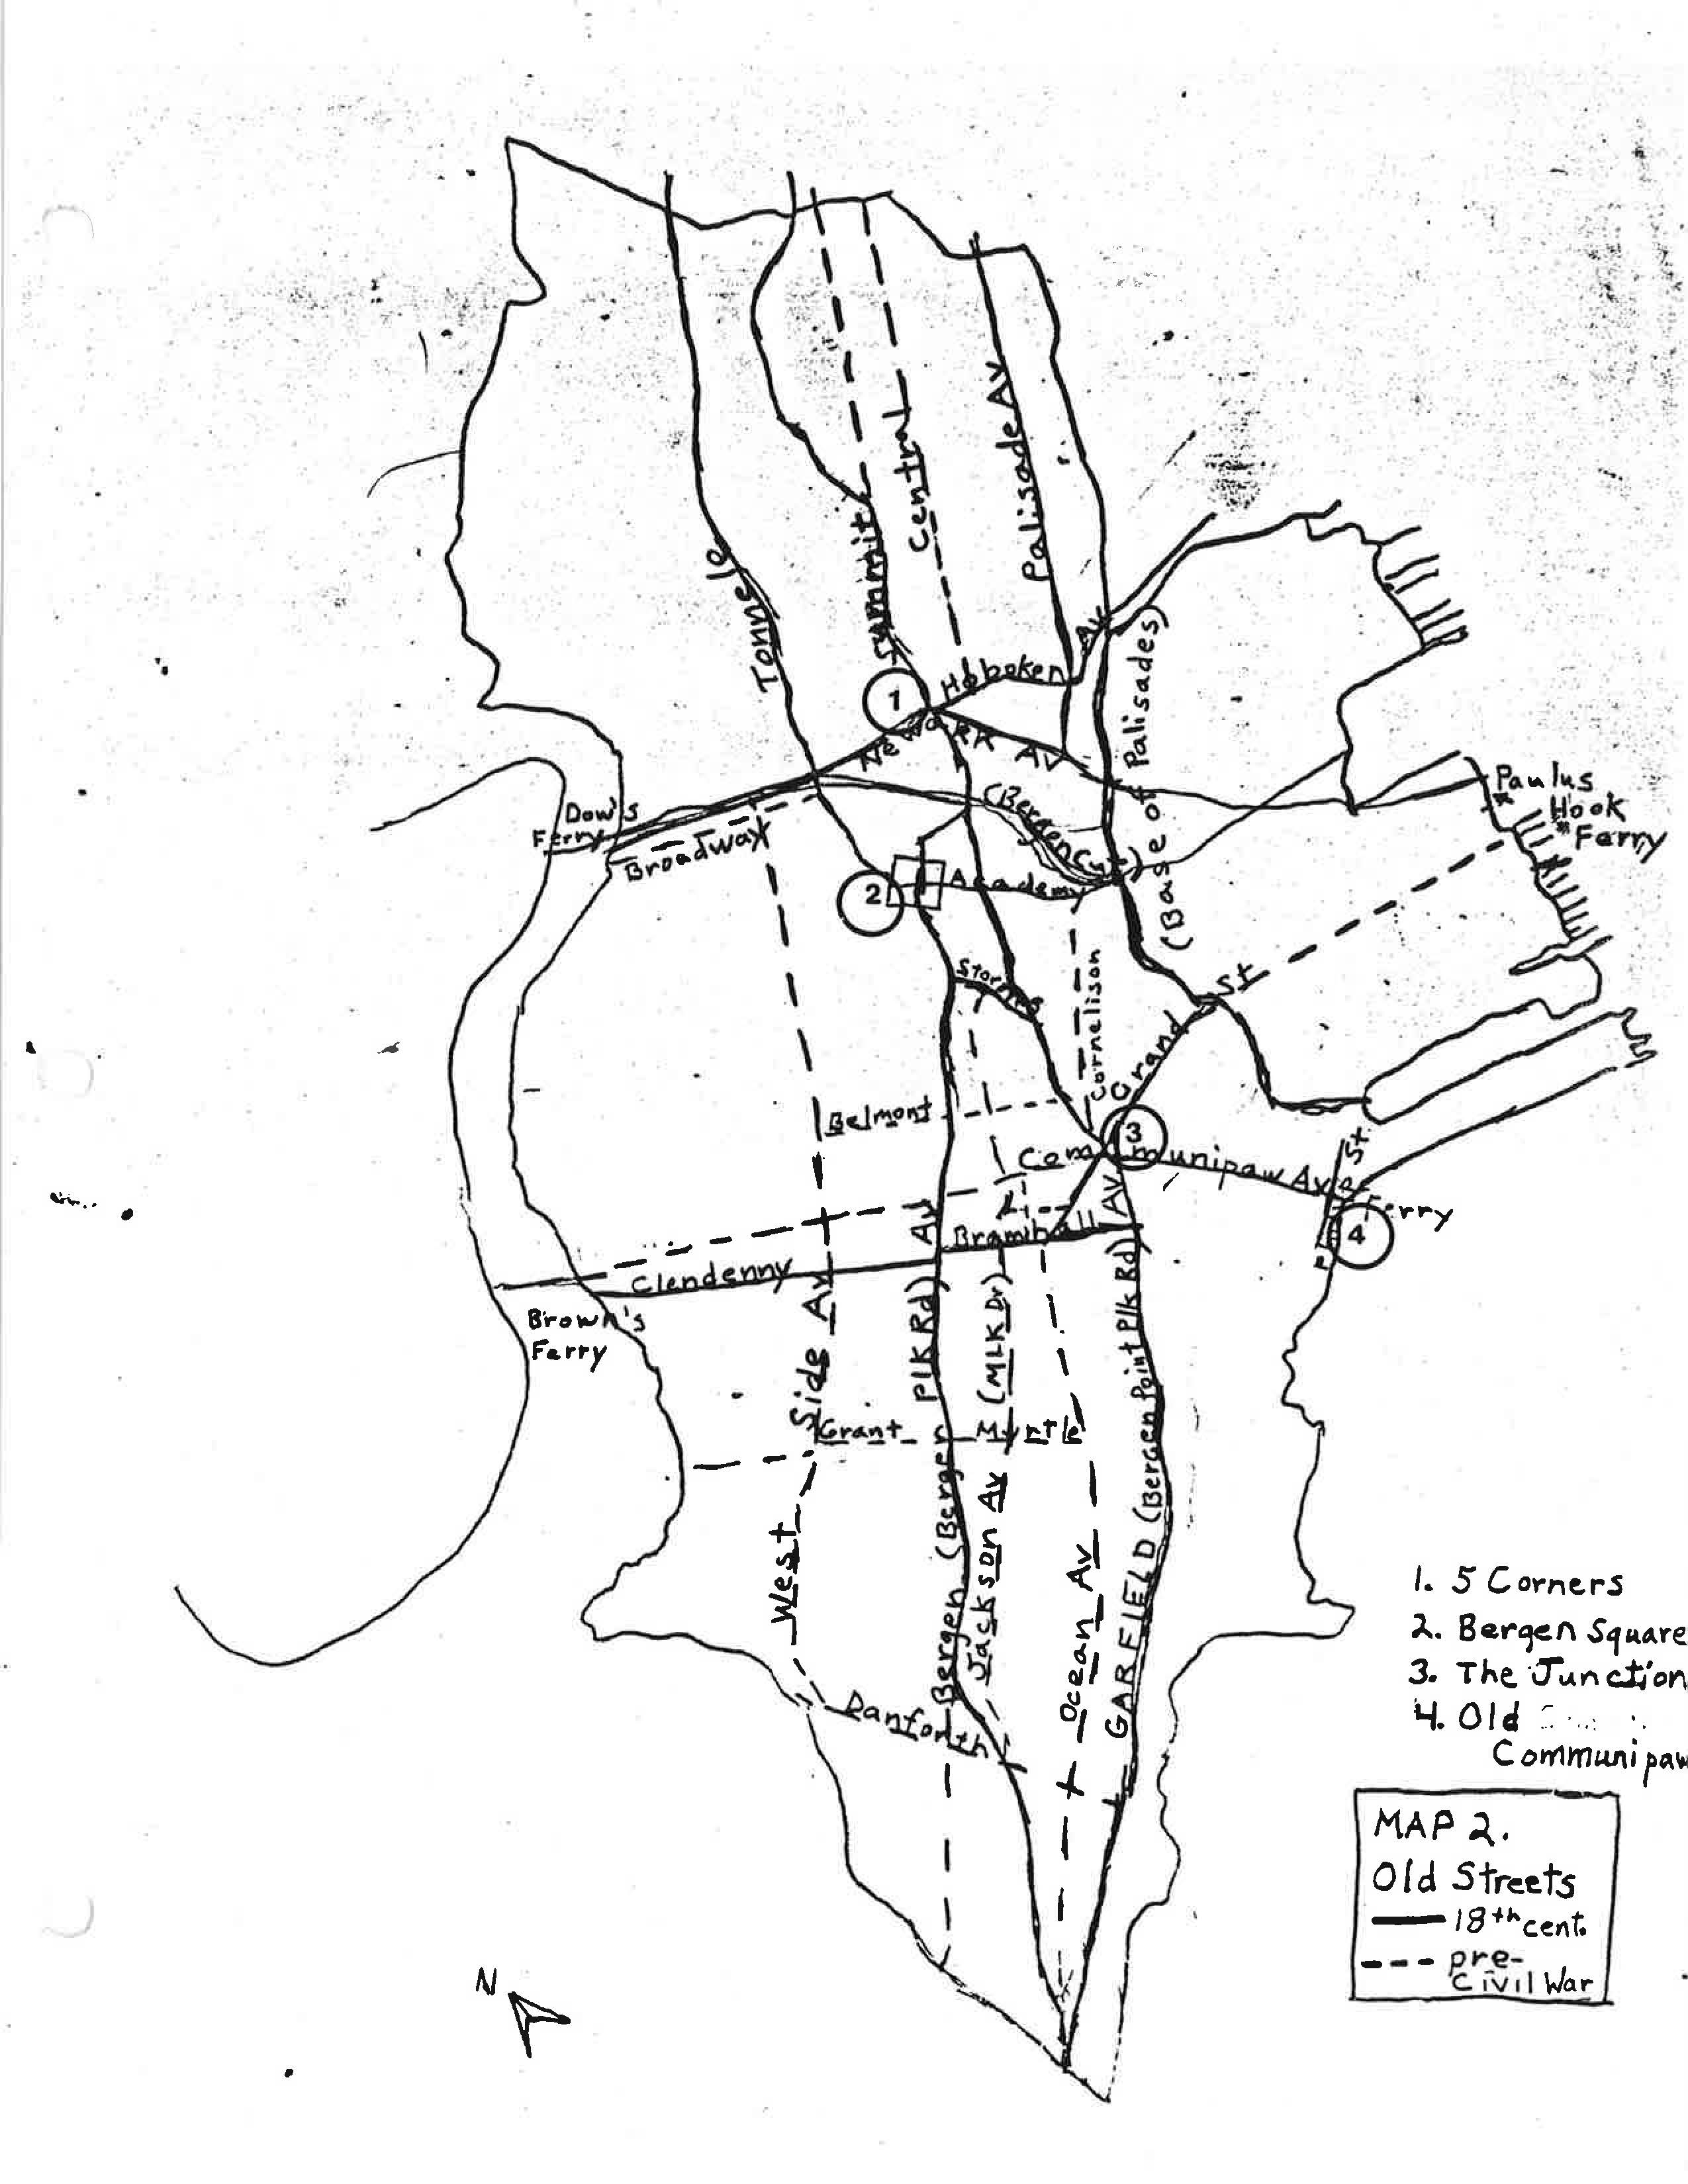 Palisade Av
Central
Summit
Tonnele
Hoboken Av
1
Newark Av
(Base of Palisades)
(Bergen Cut)
Paulus
Hook
Ferry
Dow's
Ferry
Broadway
2
Academy
Storms
Cornelison
Grand St
Belmont
3
Communipaw Av
St.
Ferry
4
Bramhall
Clendenny
Brown's
Ferry
West Side Av
Bergen (Bergen Plk Rd) Av
Jackson Av (MLK Dr)
Grant
Myrtle
Ocean Av
GARFIELD (Bergen Point Plk Rd) Av
Danforth
1. 5 Corners
2. Bergen Square
3. The Junction
4. Old
Communipaw
MAP 2.
Old Streets
18th cent.
pre-
Civil War
N